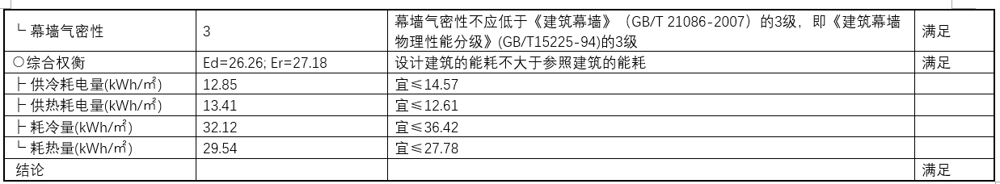 └ 幕墙气密性 3 幕墙气密性不应低于《建筑幕墙》（GB/T 21086-2007）的3级，即《建筑幕墙物理性能分级》(GB/T15225-94)的3级 满足
○综合权衡 Ed=26.26; Er=27.18 设计建筑的能耗不大于参照建筑的能耗 满足
├ 供冷耗电量(kWh/㎡) 12.85 宜≤14.57
├ 供热耗电量(kWh/㎡) 13.41 宜≤12.61
├ 耗冷量(kWh/㎡) 32.12 宜≤36.42
└ 耗热量(kWh/㎡) 29.54 宜≤27.78
结论 满足